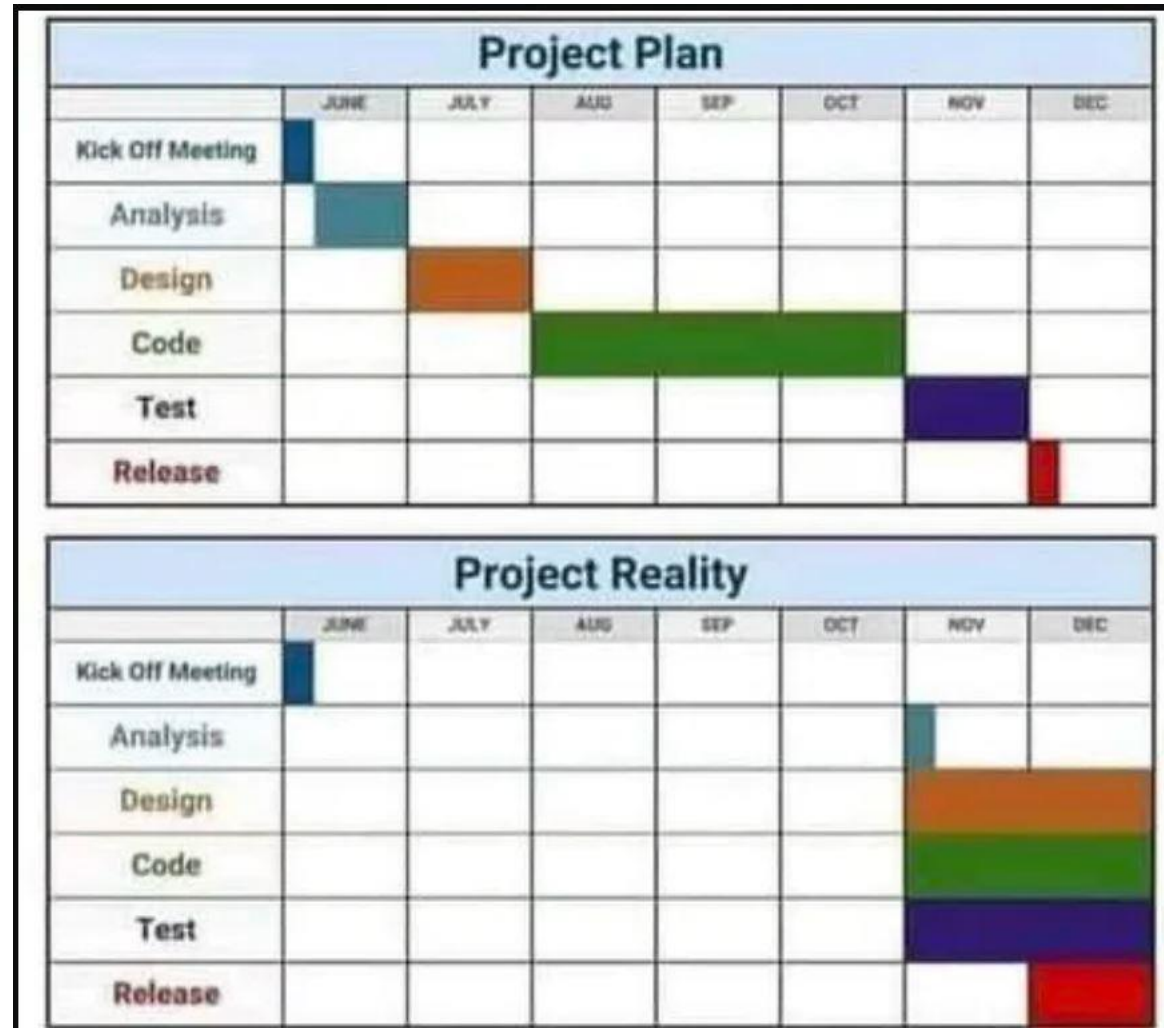 Project Plan
JUNE JULY AUG SEP OCT NOV DEC
Kick Off Meeting
Analysis
Design
Code
Test
Release
Project Reality
JUNE JULY AUG SEP OCT NOV DEC
Kick Off Meeting
Analysis
Design
Code
Test
Release